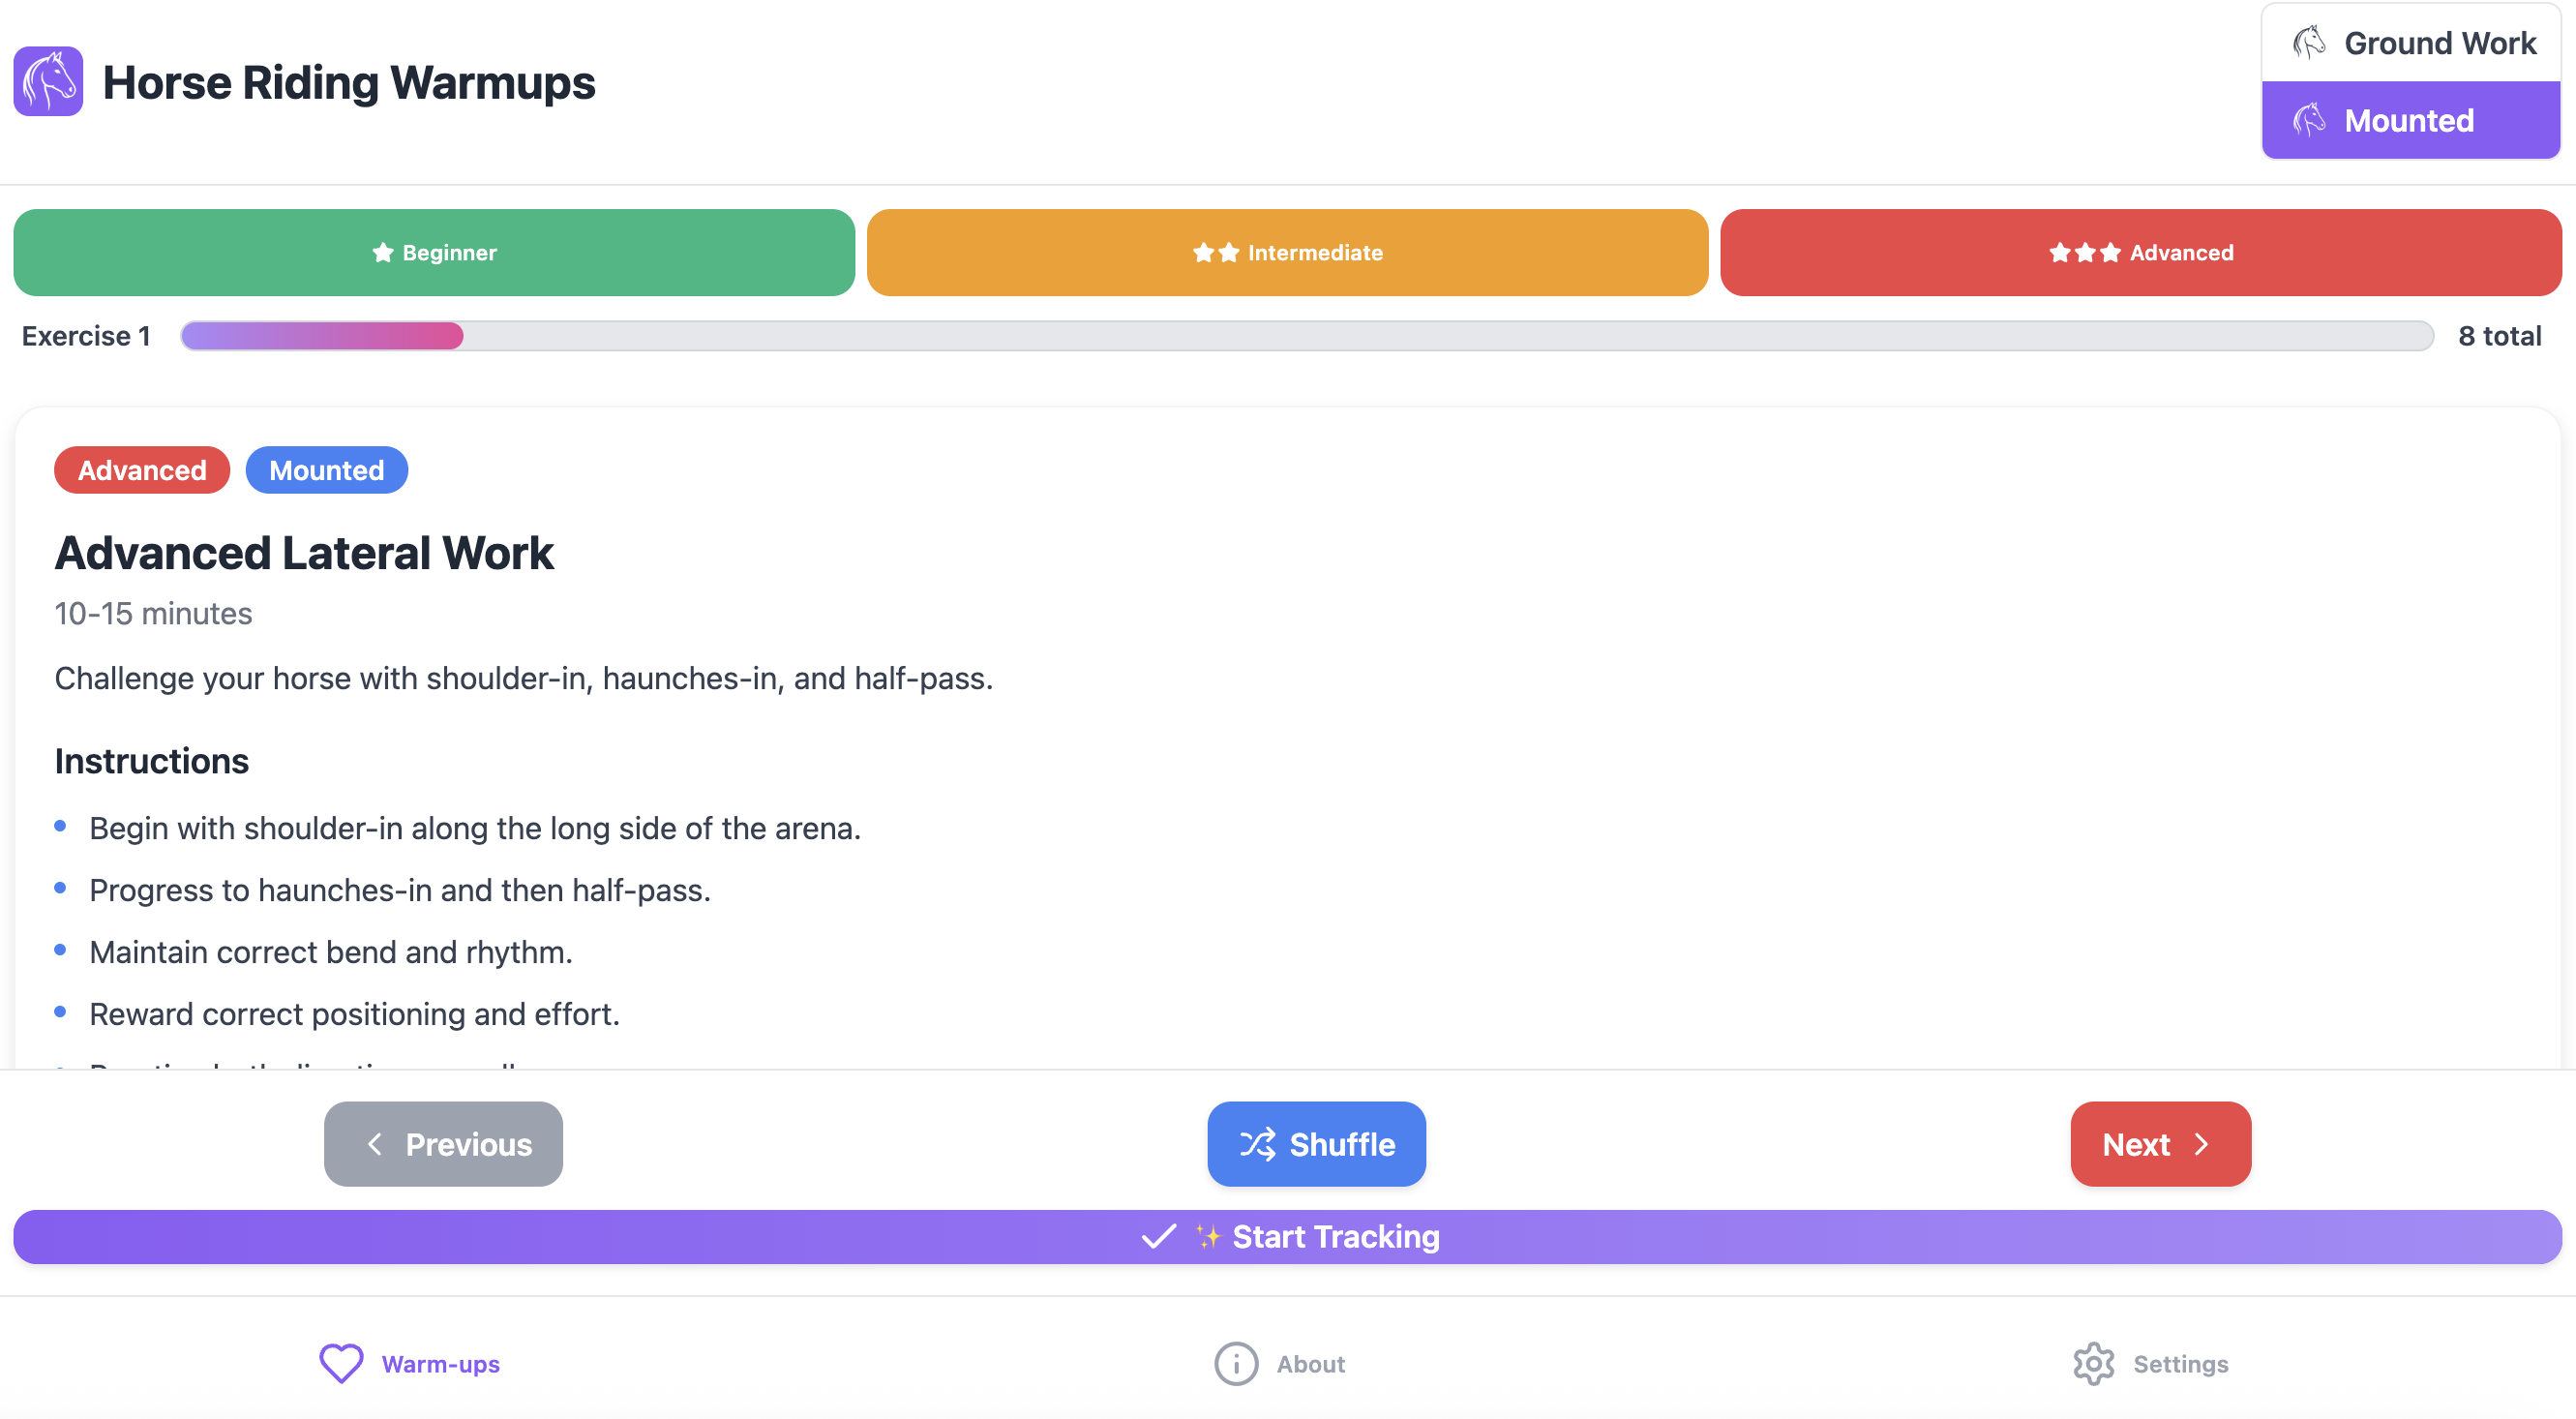 Horse Riding Warmups
Ground Work
Mounted
Beginner
Intermediate
Advanced
Exercise 1
8 total
Advanced
Mounted
Advanced Lateral Work
10-15 minutes
Challenge your horse with shoulder-in, haunches-in, and half-pass.
Instructions
Begin with shoulder-in along the long side of the arena.
Progress to haunches-in and then half-pass.
Maintain correct bend and rhythm.
Reward correct positioning and effort.
Previous
Shuffle
Next
✨ Start Tracking
Warm-ups
About
Settings